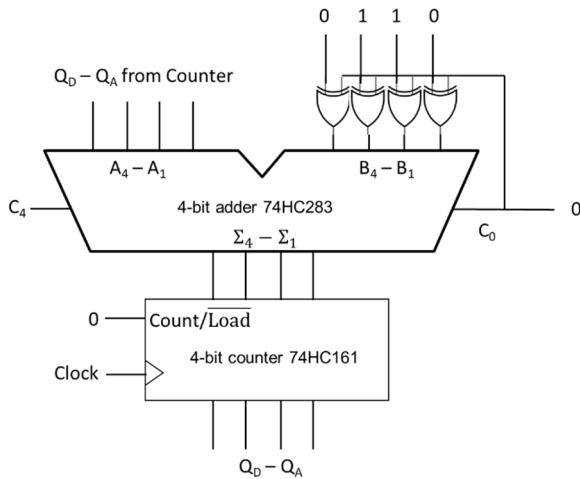 0 1 1 0
Q_D – Q_A from Counter
A_4 – A_1
B_4 – B_1
C_4
4-bit adder 74HC283
0
C_0
Σ_4 – Σ_1
0
Count/\overline{Load}
4-bit counter 74HC161
Clock
Q_D – Q_A